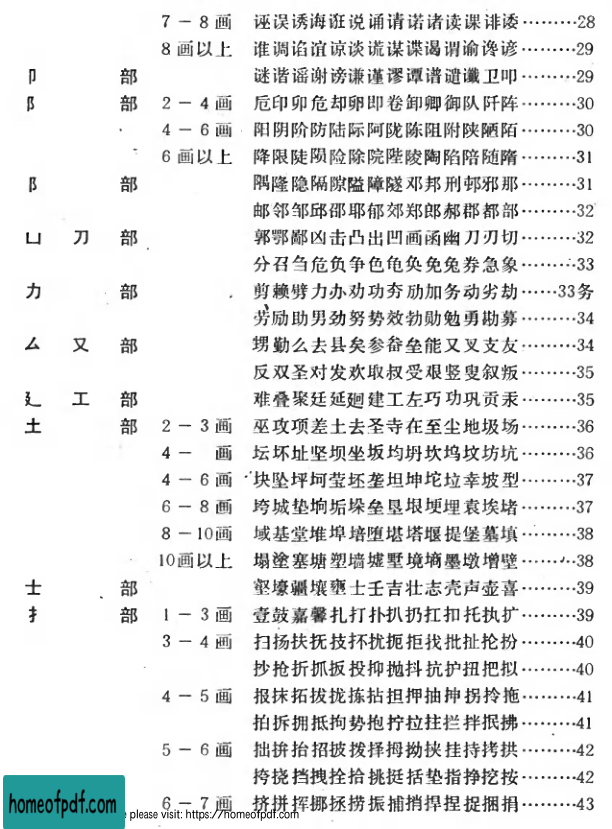 7－8画 诬误诱诲诳说诵请诺诸读课诽诿………28
8画以上 谁调谄谊谅谈谎谋谍谒谓谕谗谚………29
卩 部 谜谐谣谢谤谦谨谬谭谱谴谶卫叩………29
阝 部 2－4画 厄印卯危却卵即卷卸卿御队阡阵………30
4－6画 阳阴阶防陆际阿陇陈阻附陕陋陌………30
6画以上 降限陡陨险除院陛陵陶陷陪随隋………31
阝 部 隅隆隐隔隙隘障隧邓邦刑邨邪那………31
邮邻邹邱邵耶郁郊郑郎郝郡都部………32
凵 刀 部 郭鄂鄙凶击凸出凹画函幽刀刃切………32
分召刍危负争色龟奂免兔券急象………33
力 部 剪赖劈力办劝功夯励加务动劣劫……33务
劳励助男劲努势效勃勋勉勇勘募………34
厶 又 部 甥勤么去县矣参畚垒能又叉支友………34
反双圣对发欢取叔受艰竖叟叙叛………35
廴 工 部 难叠聚廷延廻建工左巧功巩贡汞………35
土 部 2－3画 巫攻项差土去圣寺在至尘地圾场………36
4－ 画 坛坏址坚坝坐坂均坍坎坞坟坊坑………36
4－6画 块坠坪坷茔坯垄坦坤坨垃幸坡型………37
6－8画 垮城垫垧垢垛垒垦垠埂埋袁埃堵………37
8－10画 域基堂堆埠培堕堪塔堰提堡墓填………38
10画以上 塌塗塞塘塑墙墟墅境墒墨墩增壁………38
士 部 壑壕疆壤壅士壬吉壮志壳声壶喜………39
扌 部 1－3画 壹鼓嘉馨扎打扑扒扔扛扣托执扩………39
3－4画 扫扬扶抚技抔扰扼拒找批扯抡扮………40
抄抢折抓扳投抑抛抖抗护扭把拟………40
4－5画 报抹拓拔拢拣拈担押抽抻拐拎拖………41
拍拆拥抵拘势抱拧拉拄拦拌抿拂………41
5－6画 拙拚抬招披拨择拇拗挟挂持拷拱………42
挎挠挡拽拴拾挑挺括垫指挣挖按………42
6－7画 挤拼挥挪拯捞振捕捎捍捏捉捆捐………43
homeofpdf.com
e please visit: https://homeofpdf.com